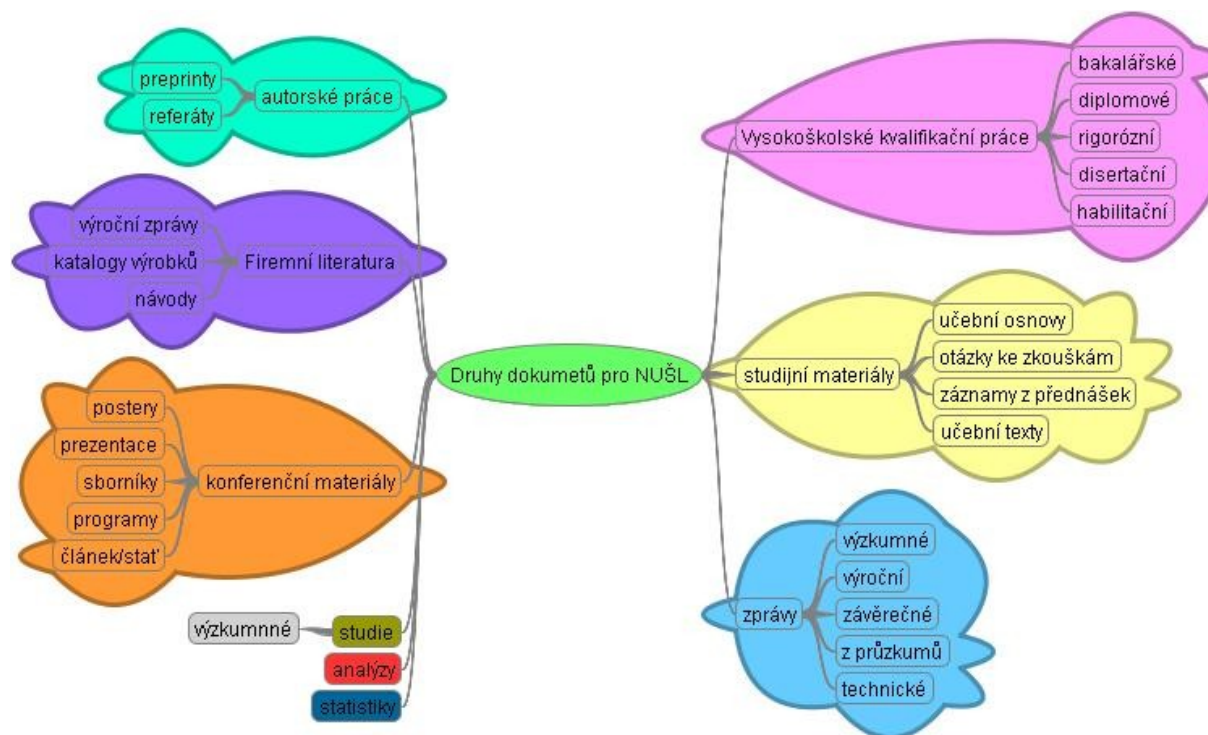 Druhy dokumetů pro NUŠL
autorské práce
preprinty
referáty
Firemní literatura
výroční zprávy
katalogy výrobků
návody
konferenční materiály
postery
prezentace
sborníky
programy
článek/stať
studie
výzkumnné
analýzy
statistiky
Vysokoškolské kvalifikační práce
bakalářské
diplomové
rigorózní
disertační
habilitační
studijní materiály
učební osnovy
otázky ke zkouškám
záznamy z přednášek
učební texty
zprávy
výzkumné
výroční
závěrečné
z průzkumů
technické